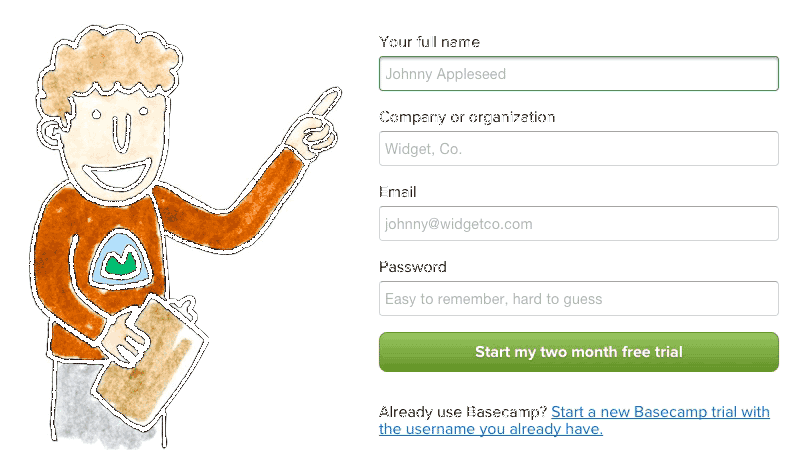 Your full name
Johnny Appleseed
Company or organization
Widget, Co.
Email
johnny@widgetco.com
Password
Easy to remember, hard to guess
Start my two month free trial
Already use Basecamp? Start a new Basecamp trial with
the username you already have.